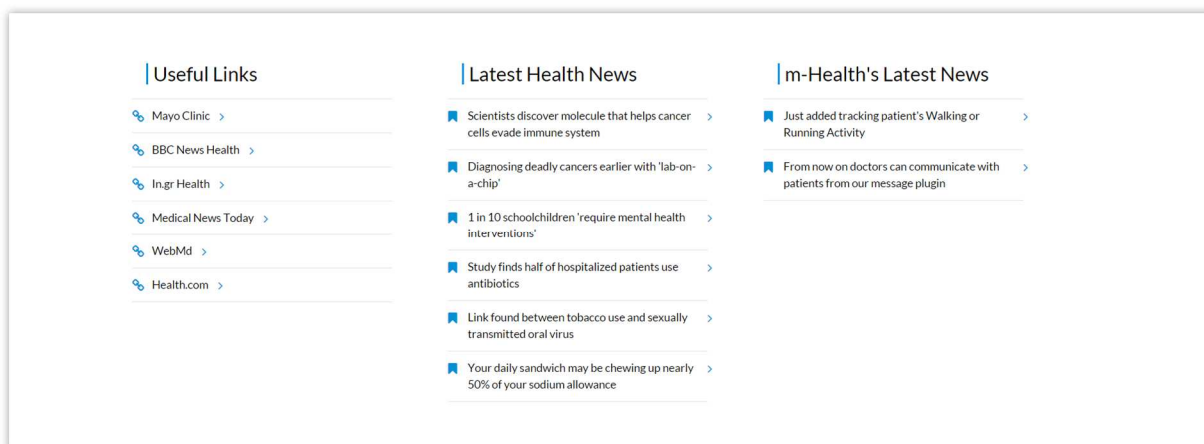 Useful Links
Mayo Clinic
BBC News Health
In.gr Health
Medical News Today
WebMd
Health.com
Latest Health News
Scientists discover molecule that helps cancer
cells evade immune system
Diagnosing deadly cancers earlier with 'lab-on-
a-chip'
1 in 10 schoolchildren 'require mental health
interventions'
Study finds half of hospitalized patients use
antibiotics
Link found between tobacco use and sexually
transmitted oral virus
Your daily sandwich may be chewing up nearly
50% of your sodium allowance
m-Health's Latest News
Just added tracking patient's Walking or
Running Activity
From now on doctors can communicate with
patients from our message plugin